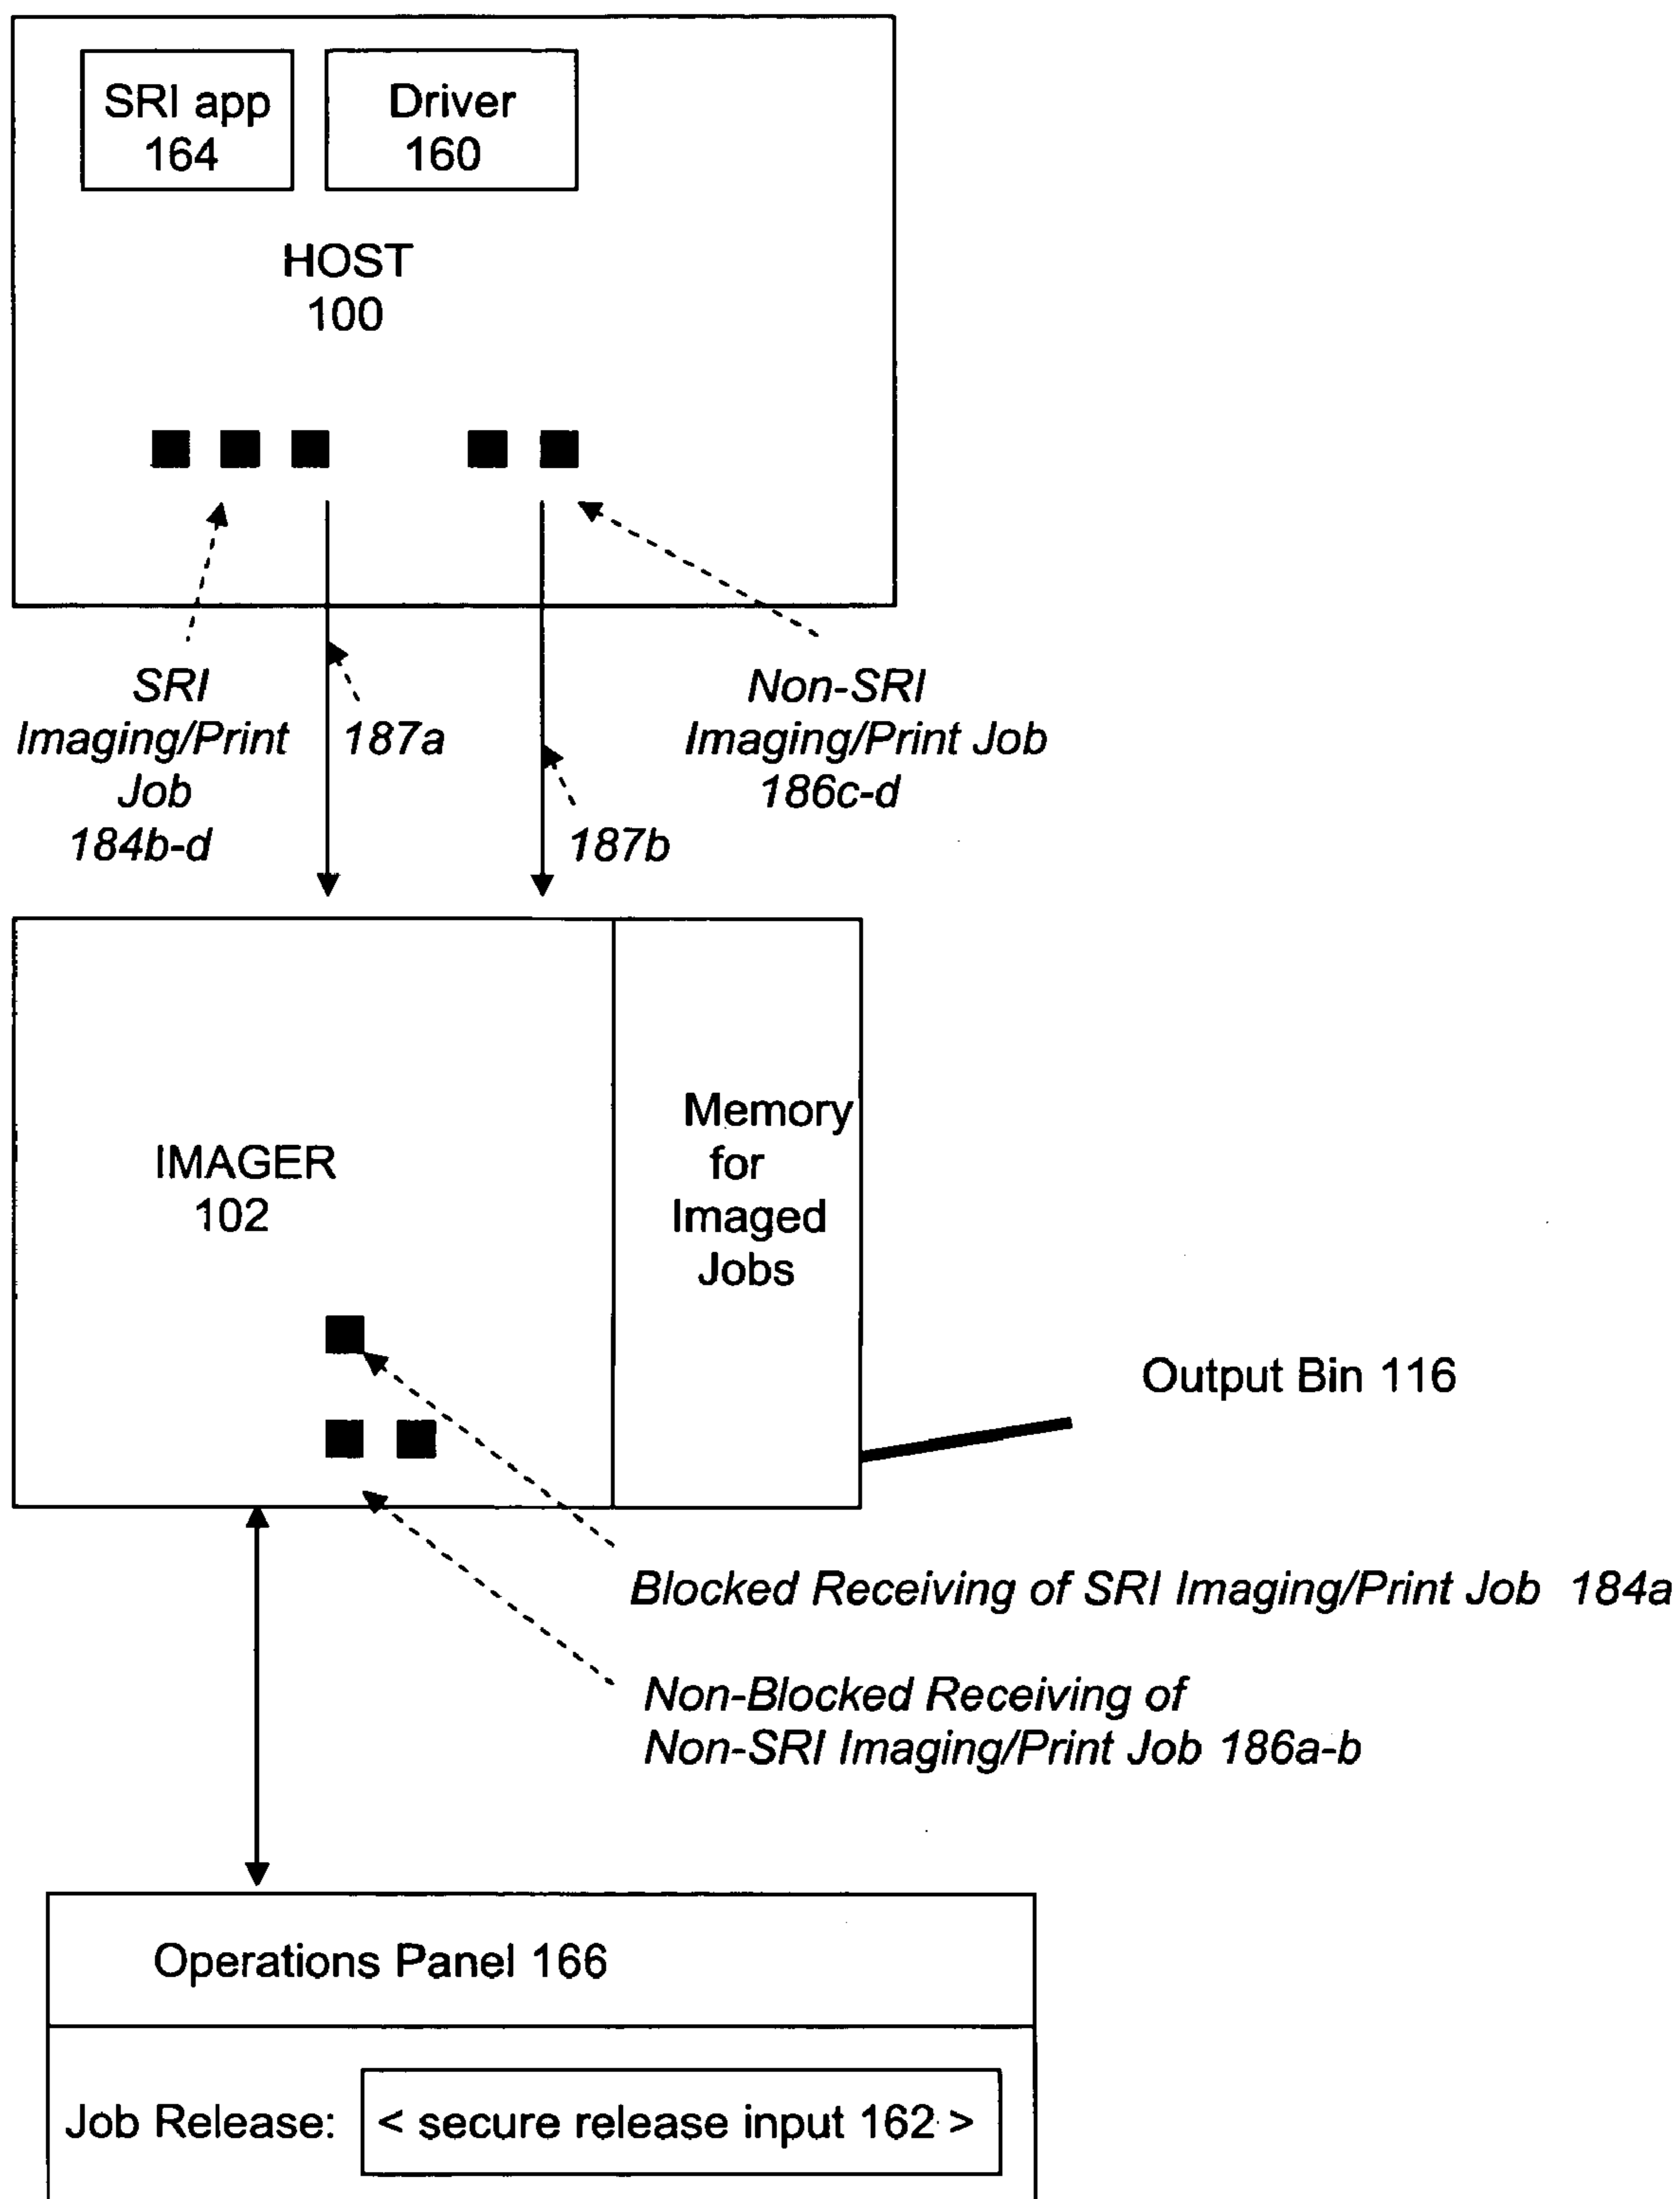 SRI app
164
Driver
160
HOST
100
SRI
Imaging/Print
Job
184b-d
187a
187b
Non-SRI
Imaging/Print Job
186c-d
IMAGER
102
Memory
for
Imaged
Jobs
Output Bin 116
Blocked Receiving of SRI Imaging/Print Job 184a
Non-Blocked Receiving of
Non-SRI Imaging/Print Job 186a-b
Operations Panel 166
Job Release: < secure release input 162 >